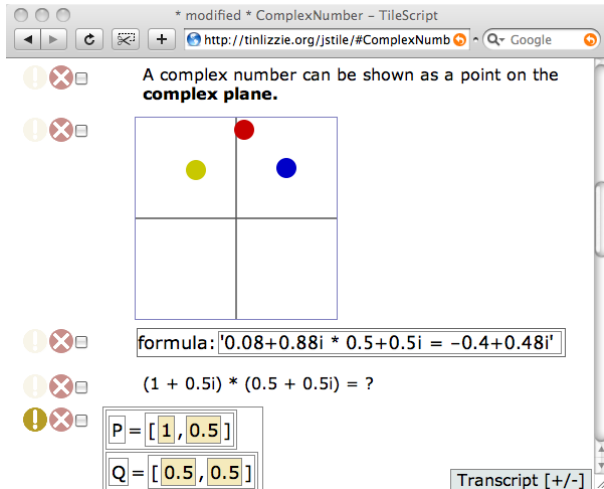 * modified * ComplexNumber – TileScript
http://tinlizzie.org/jstile/#ComplexNumb
Google
A complex number can be shown as a point on the
complex plane.
formula: '0.08+0.88i * 0.5+0.5i = -0.4+0.48i'
(1 + 0.5i) * (0.5 + 0.5i) = ?
P = [ 1 , 0.5 ]
Q = [ 0.5 , 0.5 ]
Transcript [+/-]